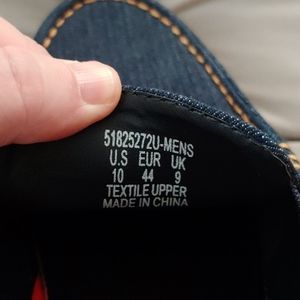 51825272U-MENS
U.S EUR UK
10 44 9
TEXTILE UPPER
MADE IN CHINA